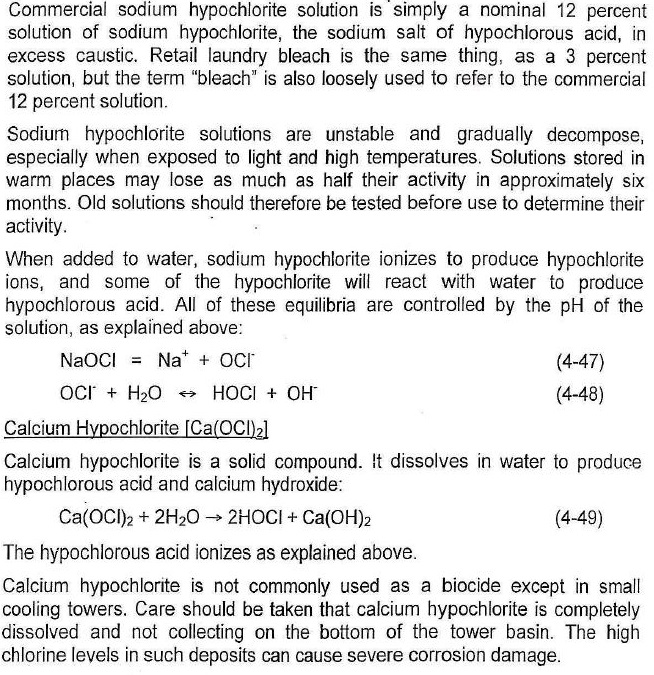 Commercial sodium hypochlorite solution is simply a nominal 12 percent
solution of sodium hypochlorite, the sodium salt of hypochlorous acid, in
excess caustic. Retail laundry bleach is the same thing, as a 3 percent
solution, but the term "bleach" is also loosely used to refer to the commercial
12 percent solution.
Sodium hypochlorite solutions are unstable and gradually decompose,
especially when exposed to light and high temperatures. Solutions stored in
warm places may lose as much as half their activity in approximately six
months. Old solutions should therefore be tested before use to determine their
activity.
When added to water, sodium hypochlorite ionizes to produce hypochlorite
ions, and some of the hypochlorite will react with water to produce
hypochlorous acid. All of these equilibria are controlled by the pH of the
solution, as explained above:
NaOCl = Na⁺ + OCl⁻ (4-47)
OCl⁻ + H₂O ↔ HOCl + OH⁻ (4-48)
Calcium Hypochlorite [Ca(OCl)₂]
Calcium hypochlorite is a solid compound. It dissolves in water to produce
hypochlorous acid and calcium hydroxide:
Ca(OCl)₂ + 2H₂O → 2HOCl + Ca(OH)₂ (4-49)
The hypochlorous acid ionizes as explained above.
Calcium hypochlorite is not commonly used as a biocide except in small
cooling towers. Care should be taken that calcium hypochlorite is completely
dissolved and not collecting on the bottom of the tower basin. The high
chlorine levels in such deposits can cause severe corrosion damage.